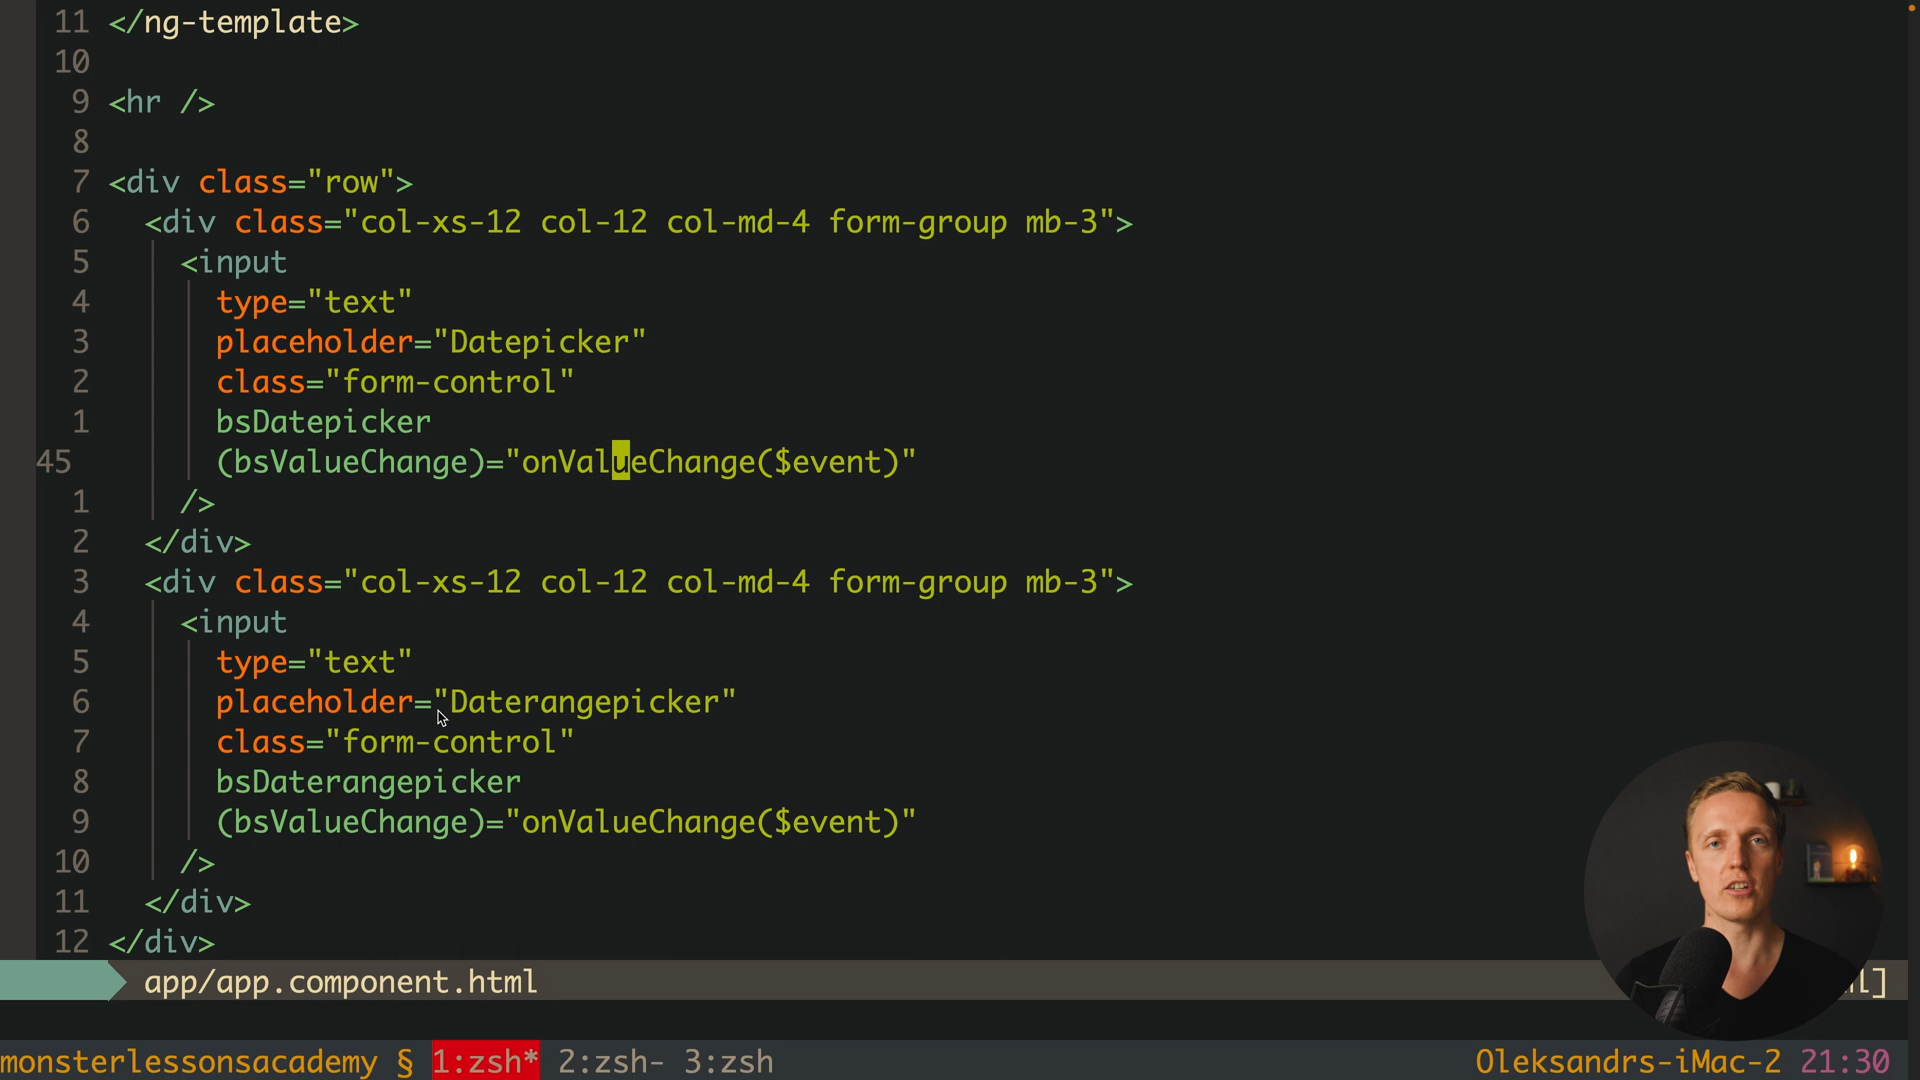 11 </ng-template>
10
9 <hr />
8
7 <div class="row">
6 <div class="col-xs-12 col-12 col-md-4 form-group mb-3">
5 <input
4 type="text"
3 placeholder="Datepicker"
2 class="form-control"
1 bsDatepicker
45 (bsValueChange)="onValueChange($event)"
1 />
2 </div>
3 <div class="col-xs-12 col-12 col-md-4 form-group mb-3">
4 <input
5 type="text"
6 placeholder="Daterangepicker"
7 class="form-control"
8 bsDaterangepicker
9 (bsValueChange)="onValueChange($event)"
10 />
11 </div>
12 </div>
app/app.component.html l]
monsterlessonsacademy § 1:zsh* 2:zsh- 3:zsh Oleksandrs-iMac-2 21:30